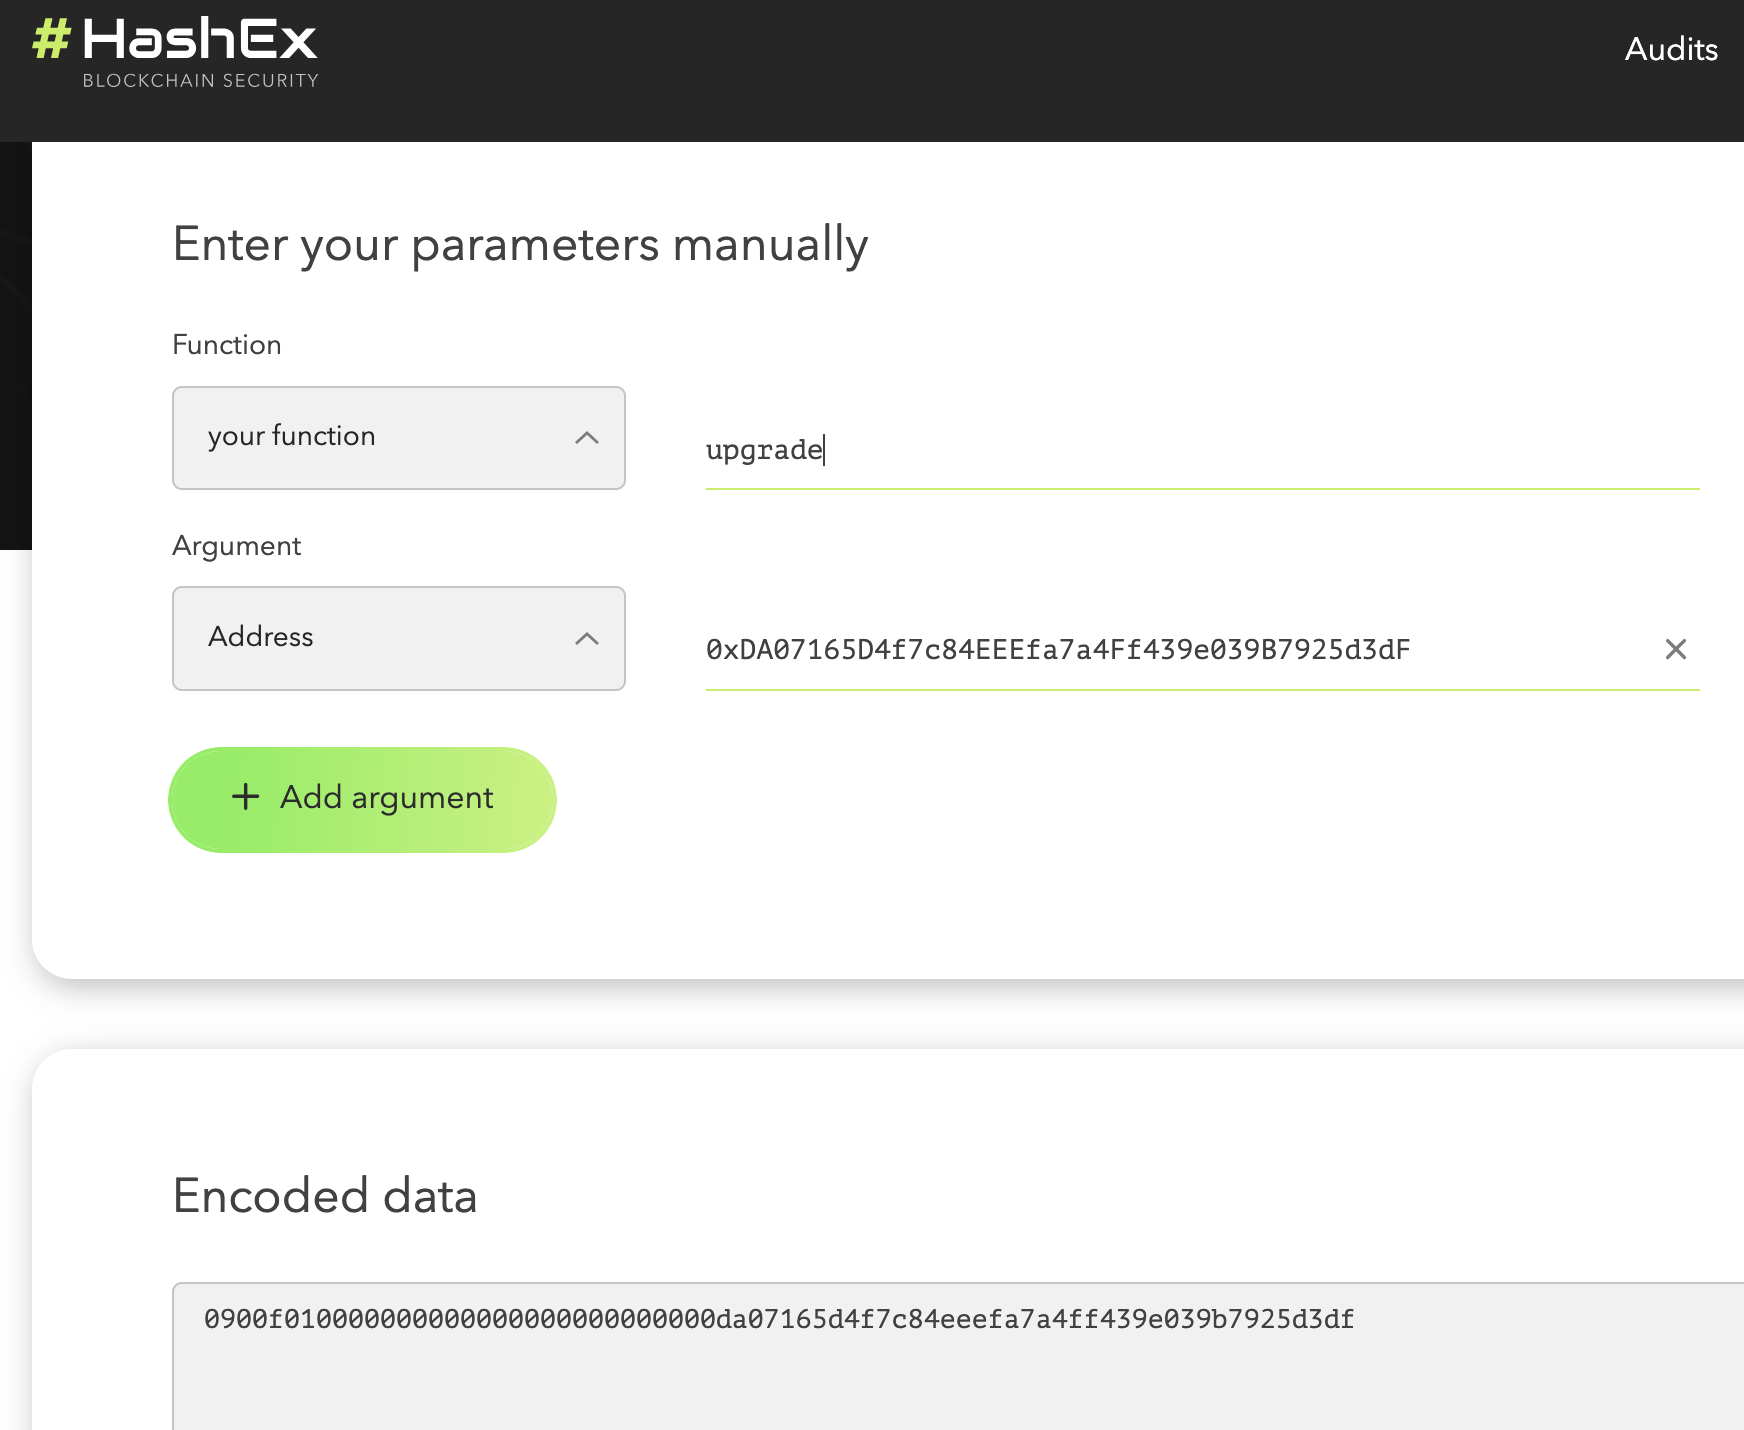 #HashEx
BLOCKCHAIN SECURITY
Audits
Enter your parameters manually
Function
your function
upgrade
Argument
Address
0xDA07165D4f7c84EEEfa7a4Ff439e039B7925d3dF
+ Add argument
Encoded data
0900f010000000000000000000000000da07165d4f7c84eeefa7a4ff439e039b7925d3df